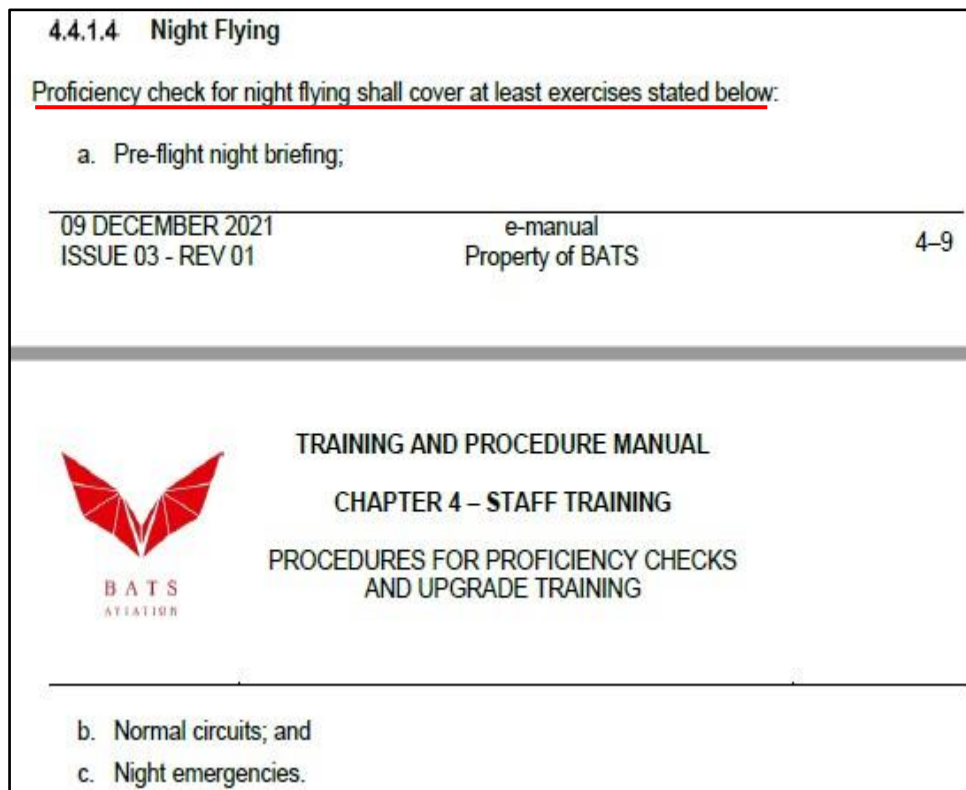 4.4.1.4 Night Flying
Proficiency check for night flying shall cover at least exercises stated below:
a. Pre-flight night briefing;
09 DECEMBER 2021 e-manual
ISSUE 03 - REV 01 Property of BATS 4–9
TRAINING AND PROCEDURE MANUAL
CHAPTER 4 – STAFF TRAINING
PROCEDURES FOR PROFICIENCY CHECKS
AND UPGRADE TRAINING
BATS
AVIATION
b. Normal circuits; and
c. Night emergencies.